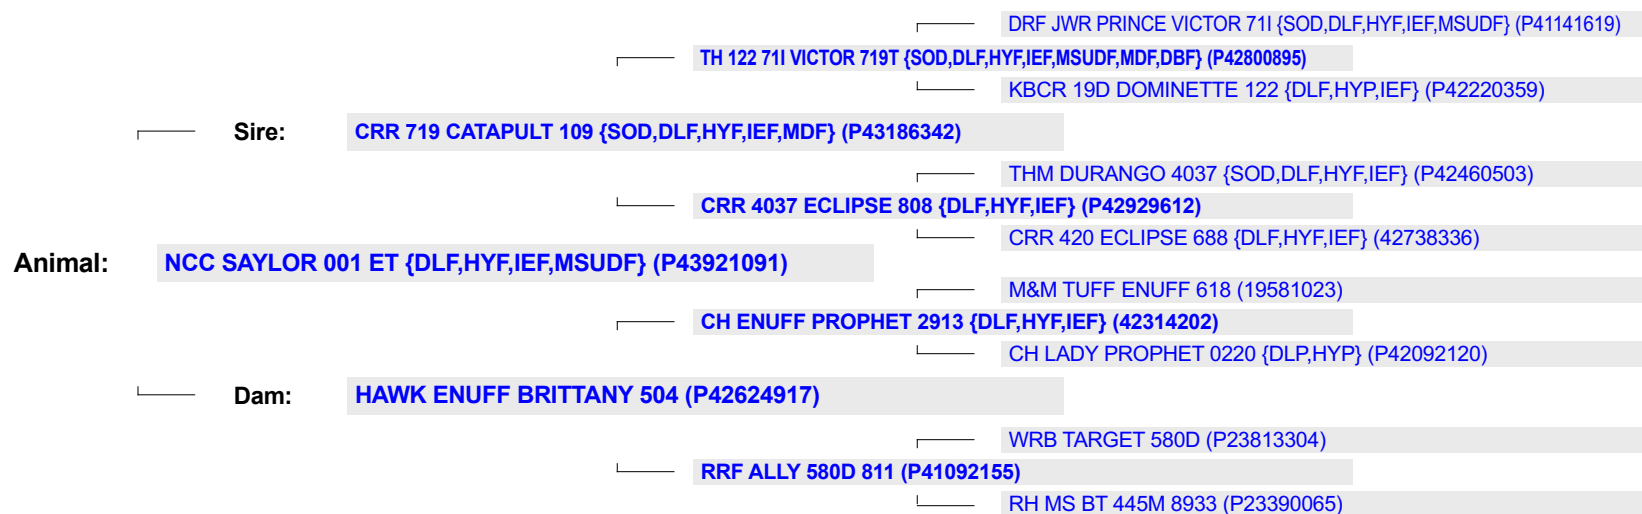 DRF JWR PRINCE VICTOR 71I {SOD,DLF,HYF,IEF,MSUDF} (P41141619)
TH 122 71I VICTOR 719T {SOD,DLF,HYF,IEF,MSUDF,MDF,DBF} (P42800895)
KBCR 19D DOMINETTE 122 {DLF,HYP,IEF} (P42220359)
Sire: CRR 719 CATAPULT 109 {SOD,DLF,HYF,IEF,MDF} (P43186342)
THM DURANGO 4037 {SOD,DLF,HYF,IEF} (P42460503)
CRR 4037 ECLIPSE 808 {DLF,HYF,IEF} (P42929612)
CRR 420 ECLIPSE 688 {DLF,HYF,IEF} (42738336)
Animal: NCC SAYLOR 001 ET {DLF,HYF,IEF,MSUDF} (P43921091)
M&M TUFF ENUFF 618 (19581023)
CH ENUFF PROPHET 2913 {DLF,HYF,IEF} (42314202)
CH LADY PROPHET 0220 {DLP,HYP} (P42092120)
Dam: HAWK ENUFF BRITTANY 504 (P42624917)
WRB TARGET 580D (P23813304)
RRF ALLY 580D 811 (P41092155)
RH MS BT 445M 8933 (P23390065)